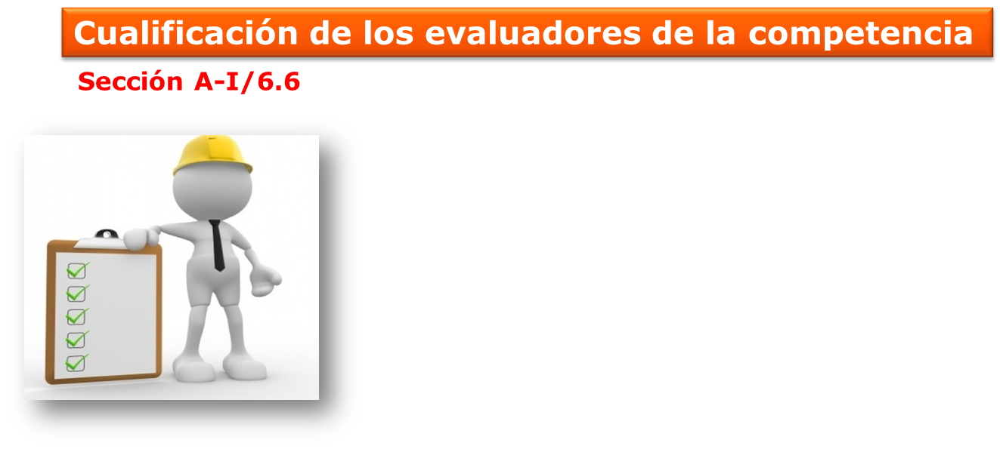 Cualificación de los evaluadores de la competencia
Sección A-I/6.6